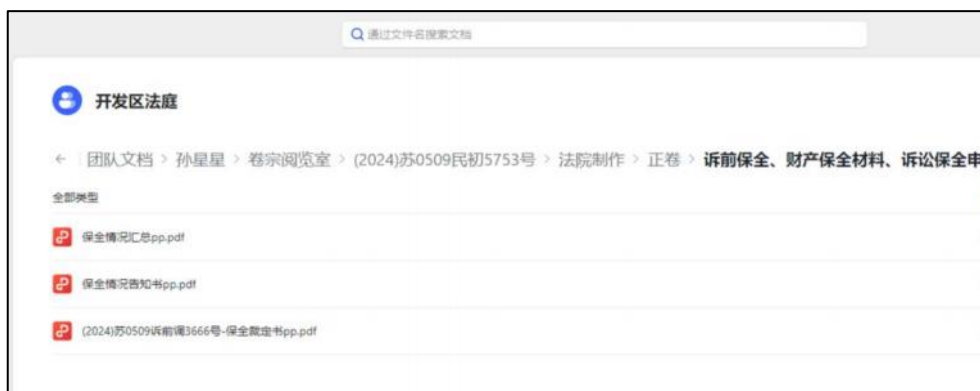 通过文件名搜索文档
开发区法庭
← 团队文档 > 孙星星 > 卷宗阅览室 > (2024)苏0509民初5753号 > 法院制作 > 正卷 > 诉前保全、财产保全材料、诉讼保全申
全部类型
保全情况汇总pp.pdf
保全情况告知书pp.pdf
(2024)苏0509诉前调3666号-保全裁定书pp.pdf